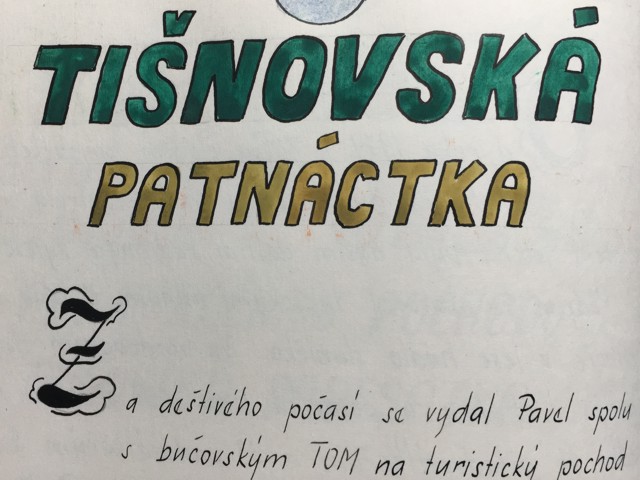 TIŠNOVSKÁ
PATNÁCTKA
Za deštivého počasí se vydal Pavel spolu
s bučovským TOM na turistický pochod